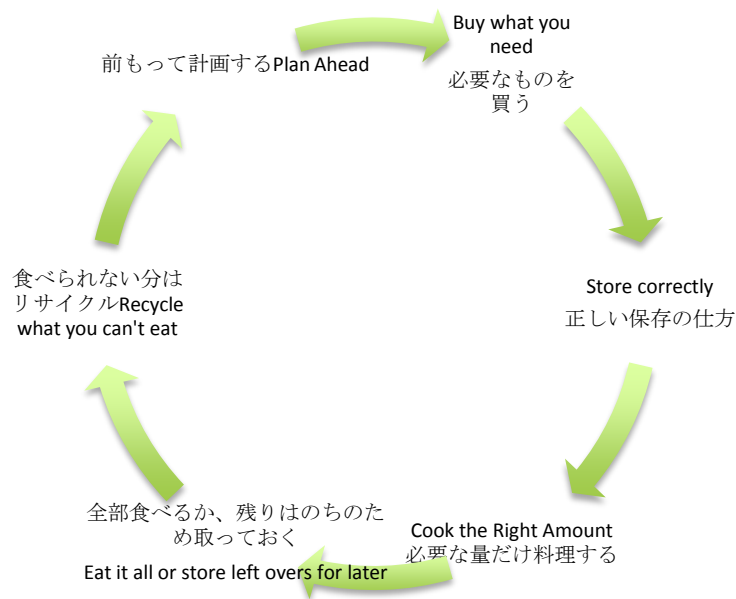 前もって計画するPlan Ahead
Buy what you
need
必要なものを
買う
Store correctly
正しい保存の仕方
Cook the Right Amount
必要な量だけ料理する
全部食べるか、残りはのちのた
め取っておく
Eat it all or store left overs for later
食べられない分は
リサイクルRecycle
what you can't eat